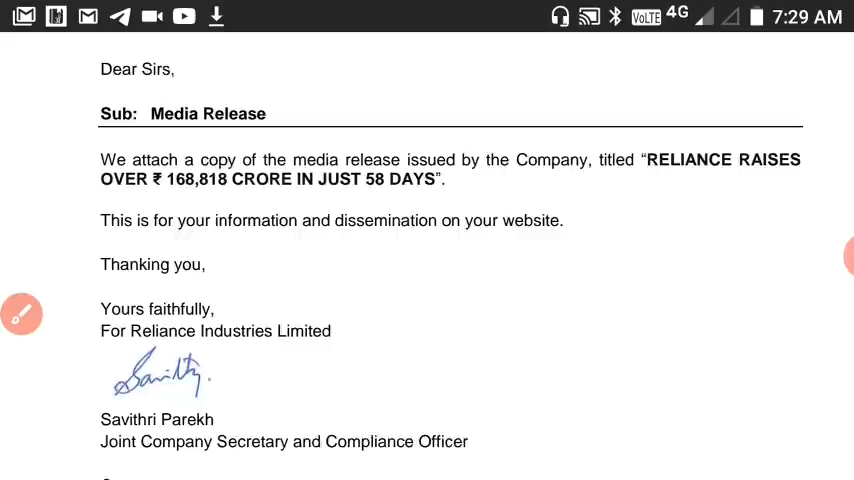 VoLTE 4G 7:29 AM
Dear Sirs,
Sub: Media Release
We attach a copy of the media release issued by the Company, titled “RELIANCE RAISES
OVER ₹ 168,818 CRORE IN JUST 58 DAYS”.
This is for your information and dissemination on your website.
Thanking you,
Yours faithfully,
For Reliance Industries Limited
Savithri Parekh
Joint Company Secretary and Compliance Officer